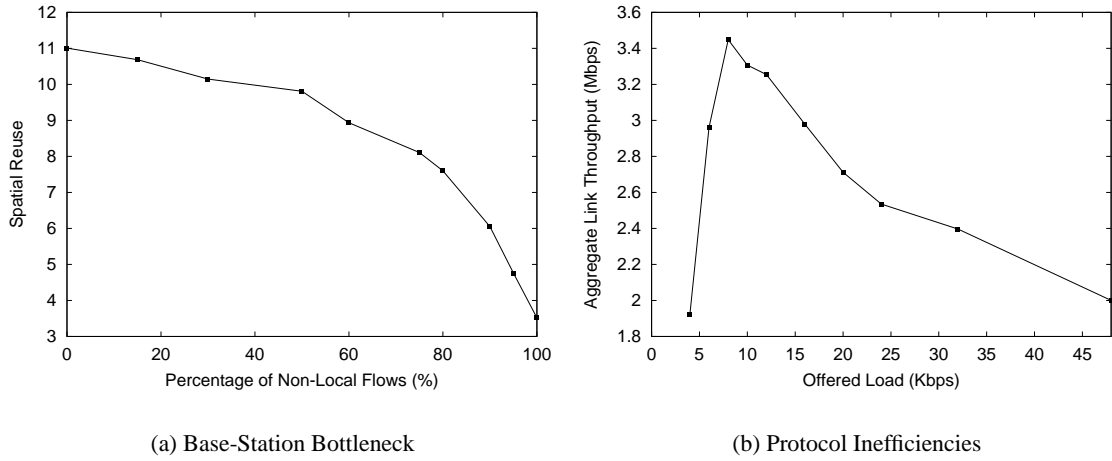 12
11
10
9
8
7
6
5
4
3
Spatial Reuse
0 20 40 60 80 100
Percentage of Non-Local Flows (%)
(a) Base-Station Bottleneck
3.6
3.4
3.2
3
2.8
2.6
2.4
2.2
2
1.8
Aggregate Link Throughput (Mbps)
0 5 10 15 20 25 30 35 40 45
Offered Load (Kbps)
(b) Protocol Inefficiencies